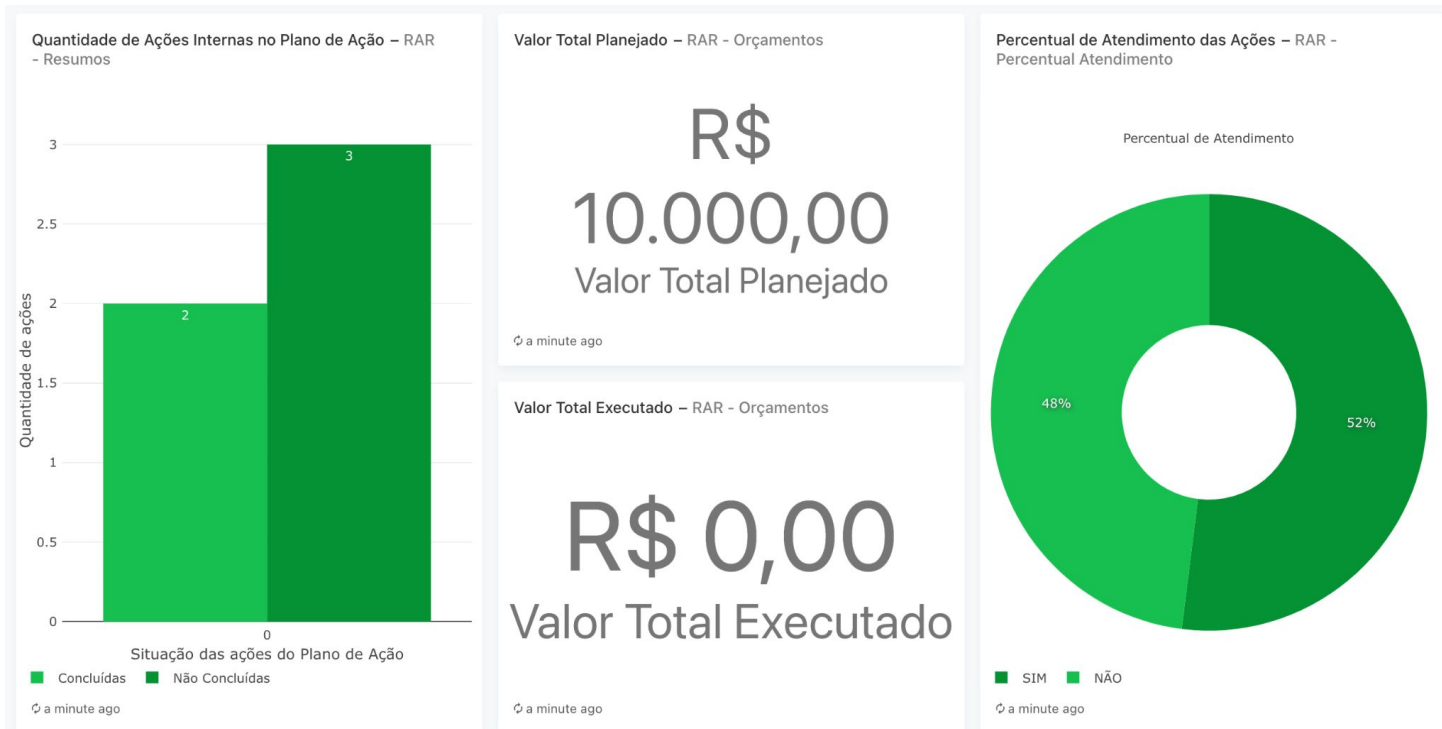 Quantidade de Ações Internas no Plano de Ação – RAR
- Resumos
3
2.5
2
1.5
1
0.5
0
2
3
Quantidade de ações
0
Situação das ações do Plano de Ação
Concluídas
Não Concluídas
a minute ago
Valor Total Planejado – RAR - Orçamentos
R$
10.000,00
Valor Total Planejado
a minute ago
Valor Total Executado – RAR - Orçamentos
R$ 0,00
Valor Total Executado
a minute ago
Percentual de Atendimento das Ações – RAR -
Percentual Atendimento
Percentual de Atendimento
48%
52%
SIM
NÃO
a minute ago